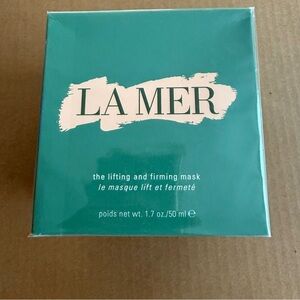 LA MER
the lifting and firming mask
le masque lift et fermeté
poids net wt. 1.7 oz./50 ml ℮